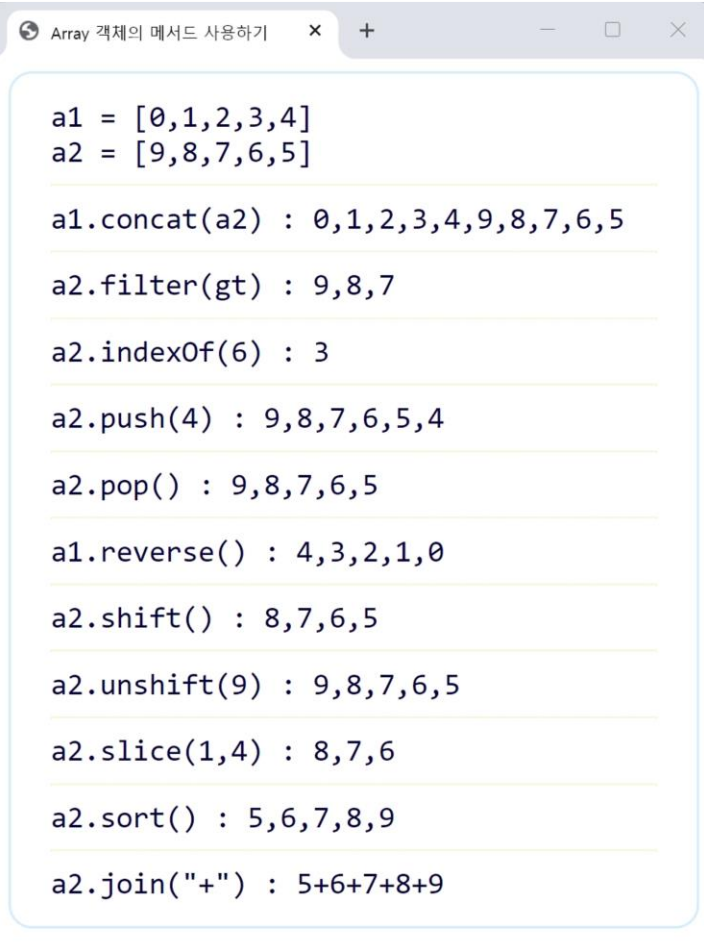 Array 객체의 메서드 사용하기
a1 = [0,1,2,3,4]
a2 = [9,8,7,6,5]
a1.concat(a2) : 0,1,2,3,4,9,8,7,6,5
a2.filter(gt) : 9,8,7
a2.indexOf(6) : 3
a2.push(4) : 9,8,7,6,5,4
a2.pop() : 9,8,7,6,5
a1.reverse() : 4,3,2,1,0
a2.shift() : 8,7,6,5
a2.unshift(9) : 9,8,7,6,5
a2.slice(1,4) : 8,7,6
a2.sort() : 5,6,7,8,9
a2.join("+") : 5+6+7+8+9